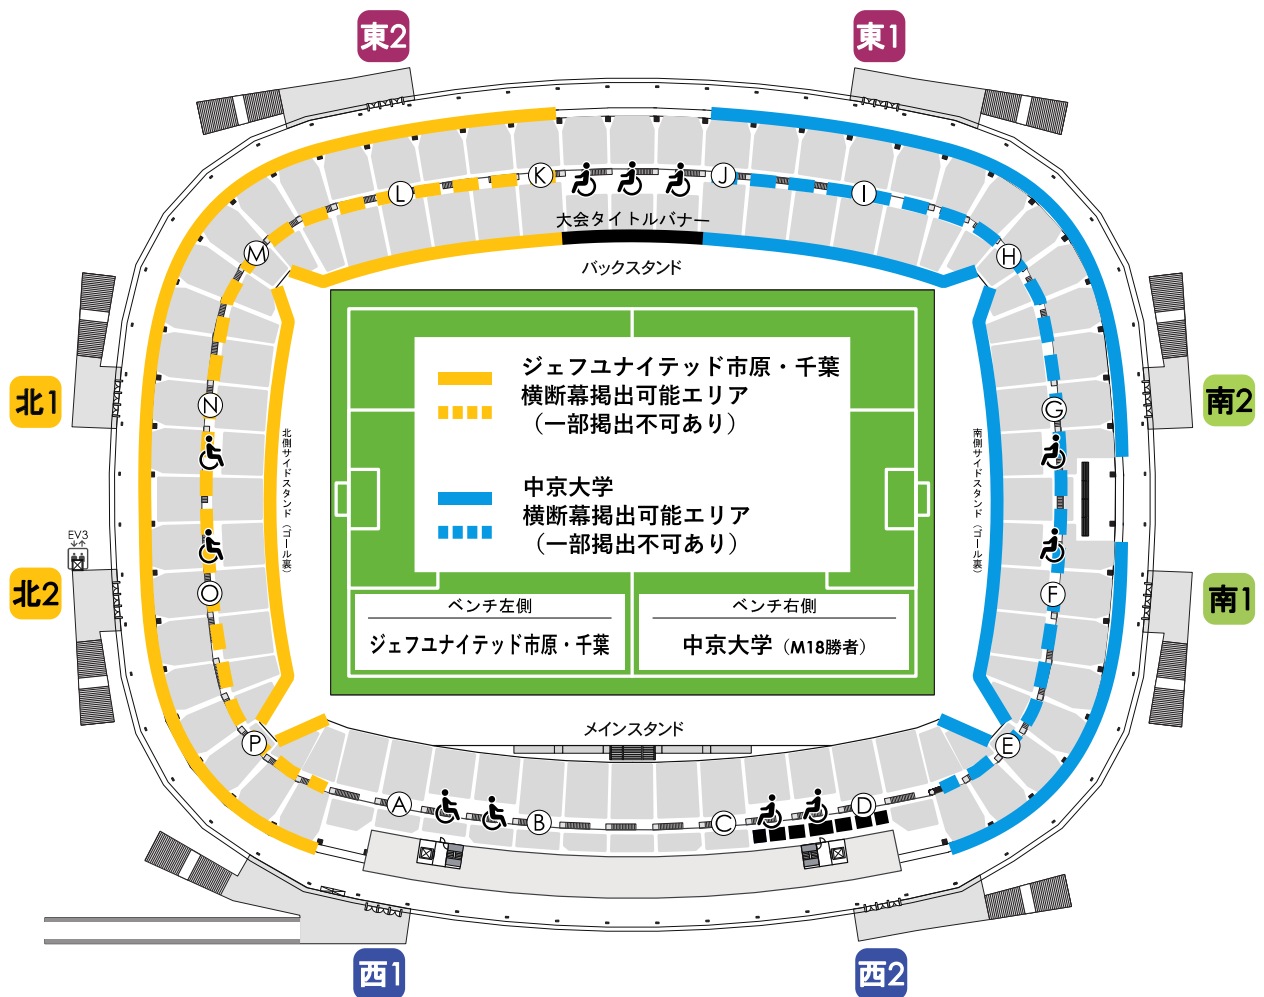 東2
東1
K
J
L
I
大会タイトルバナー
M
H
バックスタンド
北1
南2
ジェフユナイテッド市原・千葉
横断幕掲出可能エリア
（一部掲出不可あり）
N
G
北側サイドスタンド（ゴール裏）
南側サイドスタンド（ゴール裏）
中京大学
横断幕掲出可能エリア
（一部掲出不可あり）
EV3
北2
南1
O
F
ベンチ左側
ベンチ右側
ジェフユナイテッド市原・千葉
中京大学（M18勝者）
メインスタンド
P
E
A
D
B
C
西1
西2